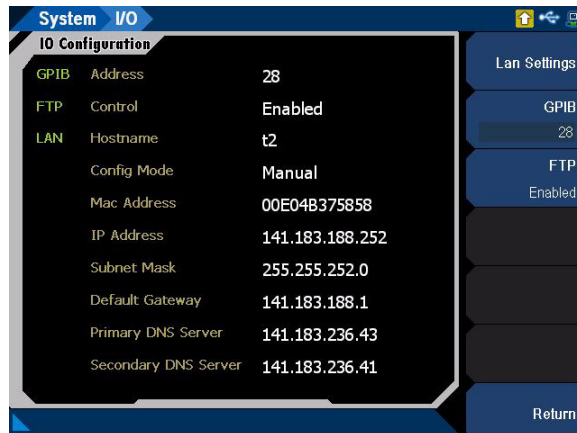 System I/O
IO Configuration
GPIB Address 28
FTP Control Enabled
LAN Hostname t2
Config Mode Manual
Mac Address 00E04B375858
IP Address 141.183.188.252
Subnet Mask 255.255.252.0
Default Gateway 141.183.188.1
Primary DNS Server 141.183.236.43
Secondary DNS Server 141.183.236.41
Lan Settings
GPIB
28
FTP
Enabled
Return